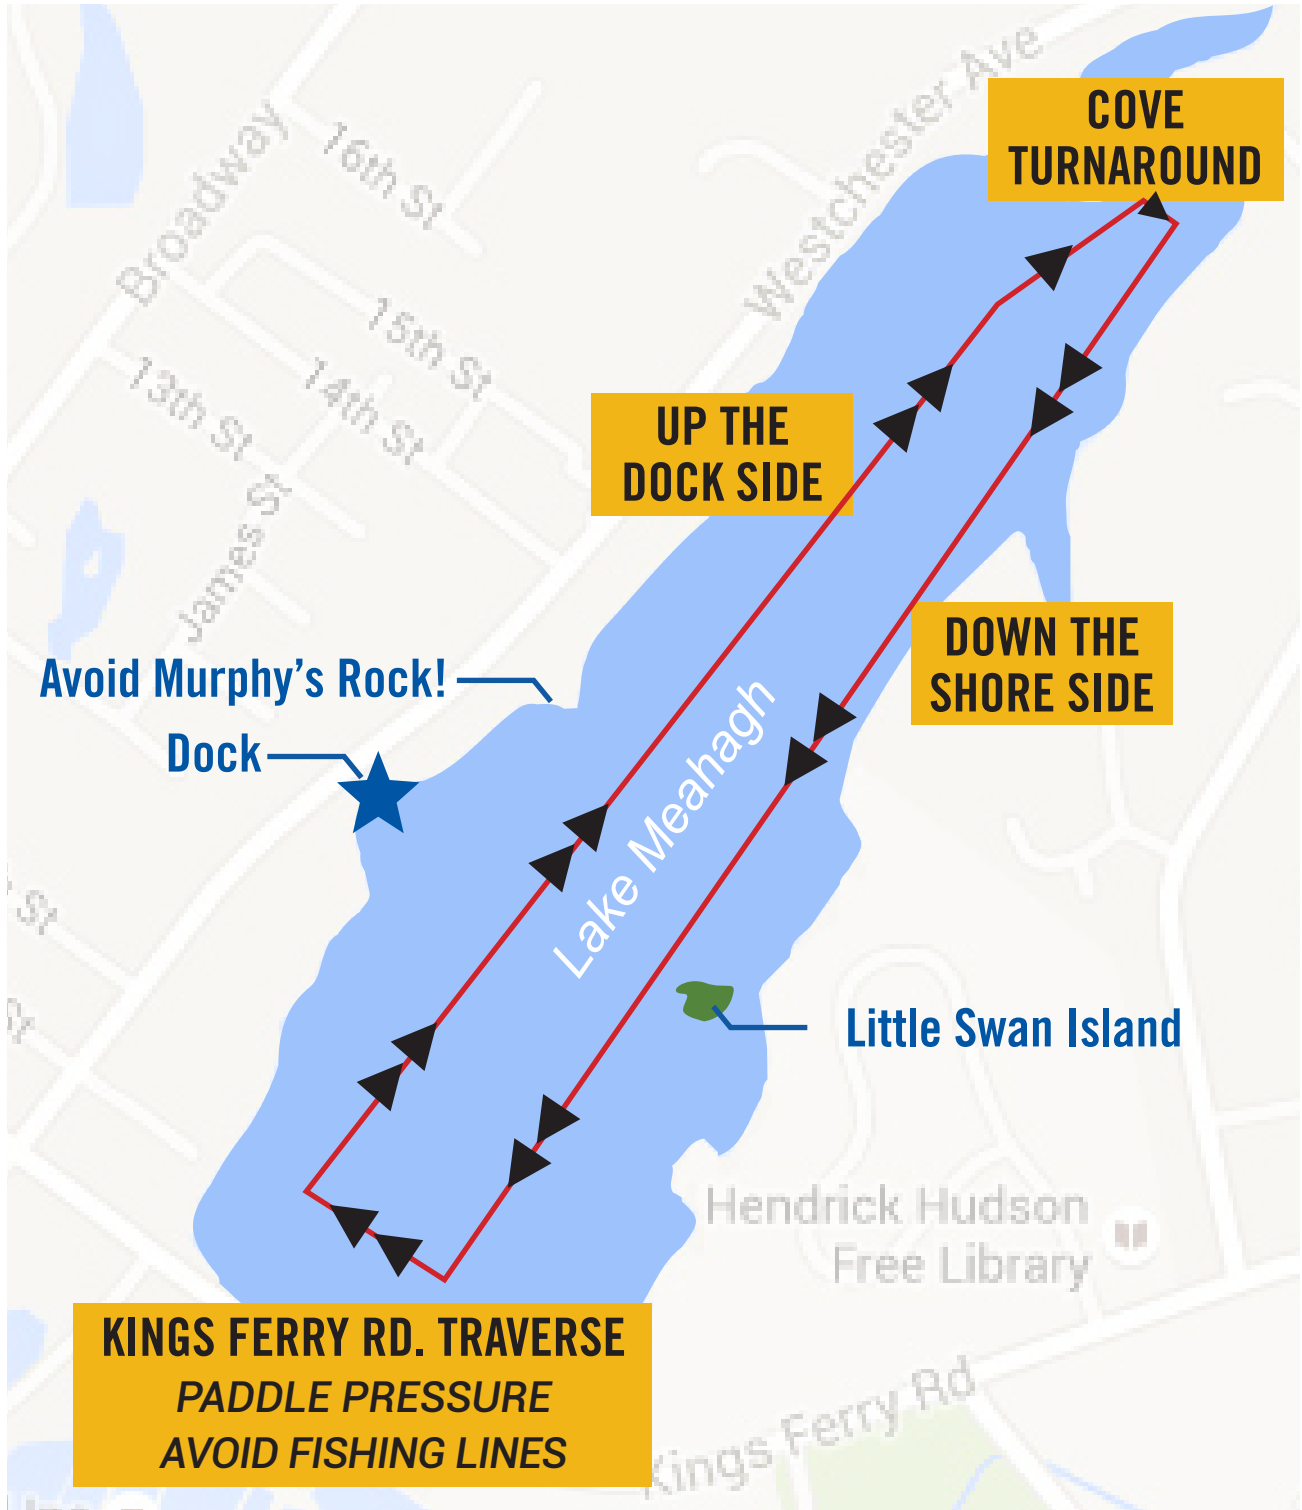 Westchester Ave
COVE
TURNAROUND
Broadway
16th St
15th St
14th St
13th St
UP THE
DOCK SIDE
James St
DOWN THE
SHORE SIDE
Avoid Murphy’s Rock!
Dock
Lake Meahagh
St
Little Swan Island
Hendrick Hudson
Free Library
KINGS FERRY RD. TRAVERSE
PADDLE PRESSURE
AVOID FISHING LINES
Kings Ferry Rd